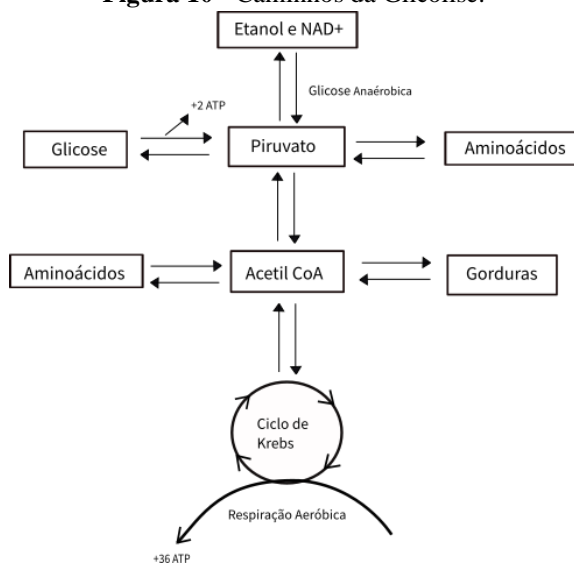 Figura 10 - Caminhos da Glicólise.
Etanol e NAD+
Glicose Anaérobica
+2 ATP
Glicose
Piruvato
Aminoácidos
Aminoácidos
Acetil CoA
Gorduras
Ciclo de
Krebs
Respiração Aeróbica
+36 ATP